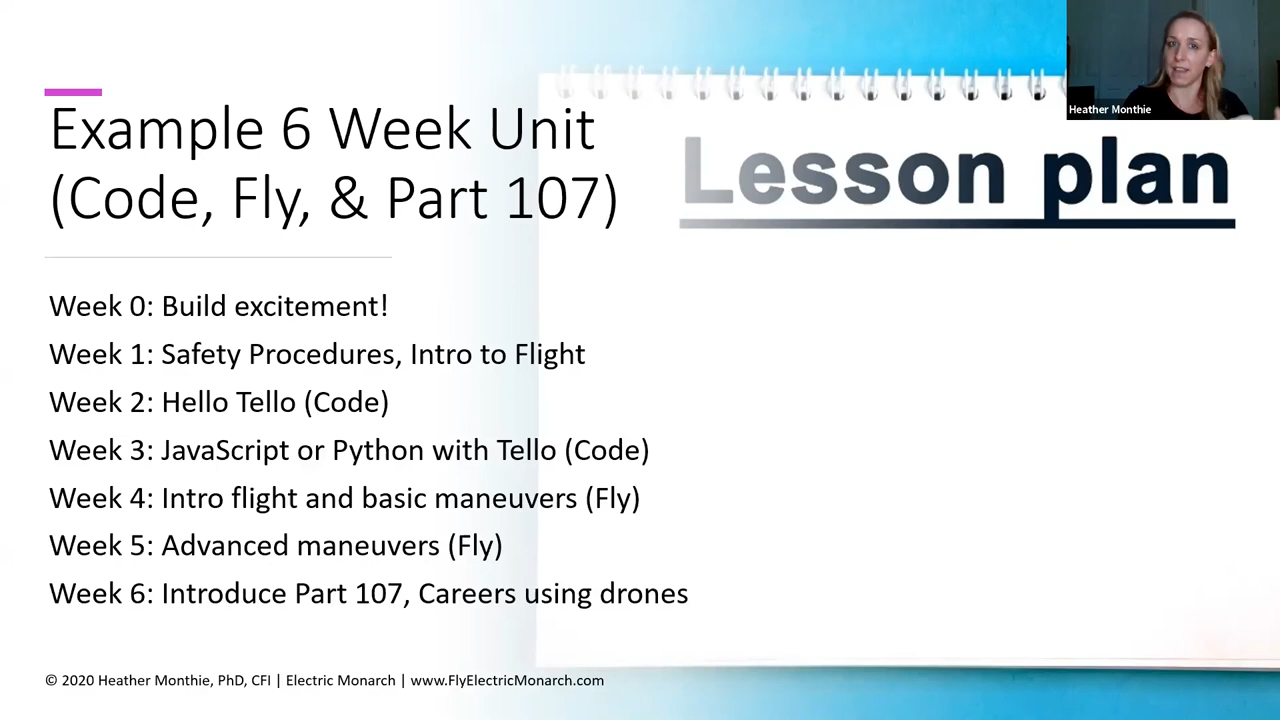 Heather Monthie
Example 6 Week Unit
(Code, Fly, & Part 107)
Lesson plan
Week 0: Build excitement!
Week 1: Safety Procedures, Intro to Flight
Week 2: Hello Tello (Code)
Week 3: JavaScript or Python with Tello (Code)
Week 4: Intro flight and basic maneuvers (Fly)
Week 5: Advanced maneuvers (Fly)
Week 6: Introduce Part 107, Careers using drones
© 2020 Heather Monthie, PhD, CFI | Electric Monarch | www.FlyElectricMonarch.com